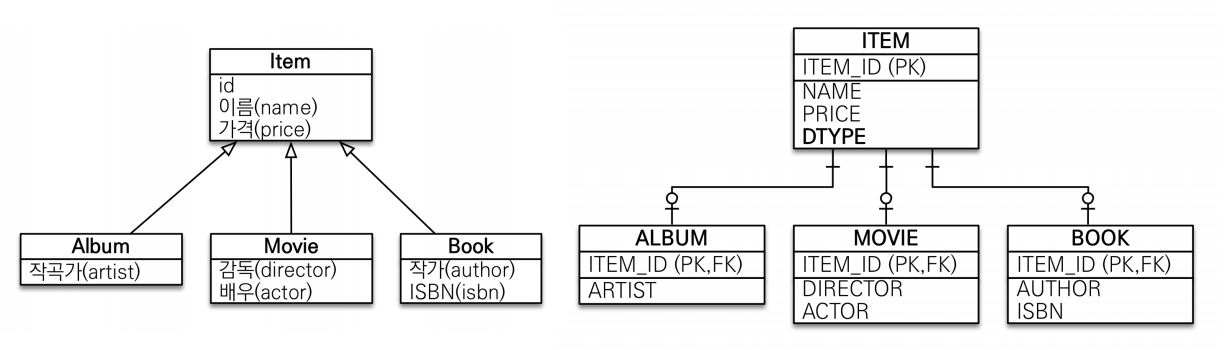 Item
id
이름(name)
가격(price)
Album
작곡가(artist)
Movie
감독(director)
배우(actor)
Book
작가(author)
ISBN(isbn)
ITEM
ITEM_ID (PK)
NAME
PRICE
DTYPE
ALBUM
ITEM_ID (PK,FK)
ARTIST
MOVIE
ITEM_ID (PK,FK)
DIRECTOR
ACTOR
BOOK
ITEM_ID (PK,FK)
AUTHOR
ISBN